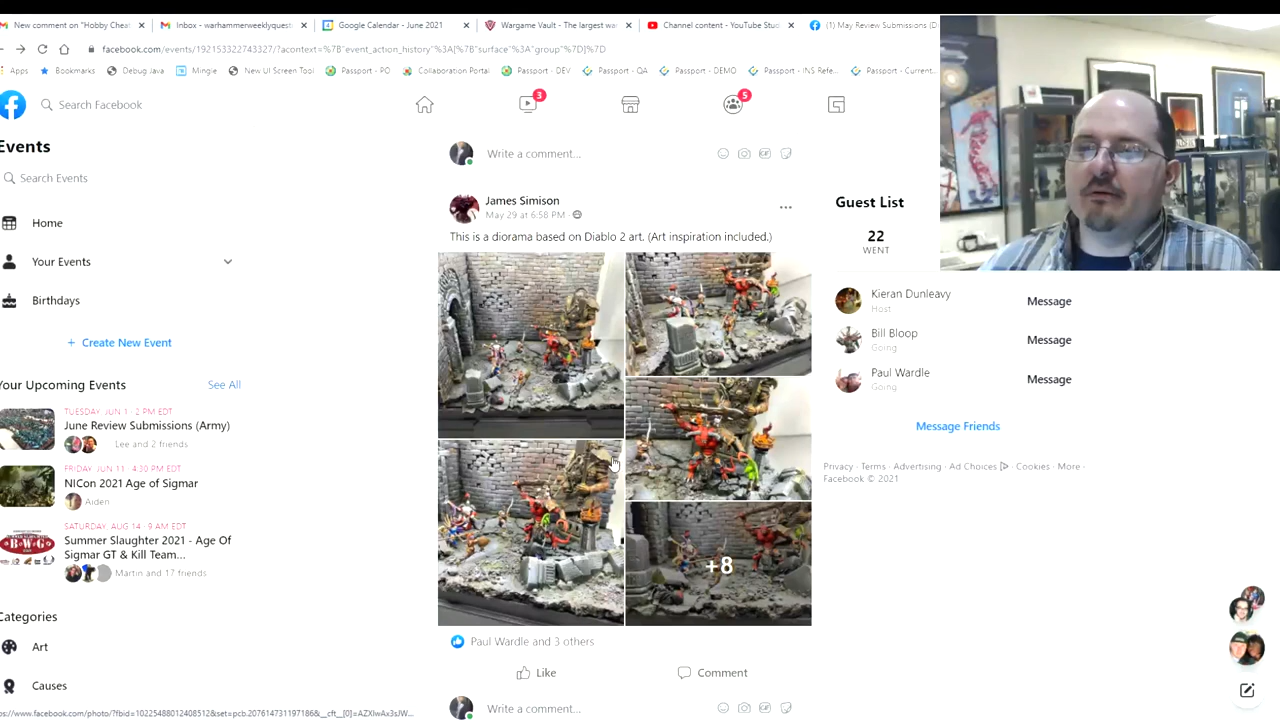 New comment on "Hobby Cheat
Inbox - warhammerweeklyquest
Google Calendar - June 2021
Wargame Vault - The largest wa
Channel content - YouTube Stu
(1) May Review Submissions (D
facebook.com/events/192153322743327/?acontext=%7B"event_action_history"%3A[%7B"surface"%3A"group"%7D]%7D
Apps
Bookmarks
Debug Java
Mingle
New UI Screen Tool
Passport - PO
Collaboration Portal
Passport - DEV
Passport - QA
Passport - DEMO
Passport - INS Refe...
Passport - Current...
Search Facebook
3
5
Events
Search Events
Home
Your Events
Birthdays
+ Create New Event
Your Upcoming Events
See All
TUESDAY, JUN 1 · 2 PM EDT
June Review Submissions (Army)
Lee and 2 friends
FRIDAY, JUN 11 · 4:30 PM EDT
NICon 2021 Age of Sigmar
Aiden
SATURDAY, AUG 14 · 9 AM EDT
Summer Slaughter 2021 - Age Of
Sigmar GT & Kill Team...
BWG
Martin and 17 friends
Categories
Art
Causes
Write a comment...
James Simison
May 29 at 6:58 PM ·
This is a diorama based on Diablo 2 art. (Art inspiration included.)
+8
Paul Wardle and 3 others
Like
Comment
Write a comment...
Guest List
22
WENT
Kieran Dunleavy
Host
Message
Bill Bloop
Going
Message
Paul Wardle
Going
Message
Message Friends
Privacy · Terms · Advertising · Ad Choices · Cookies · More ·
Facebook © 2021